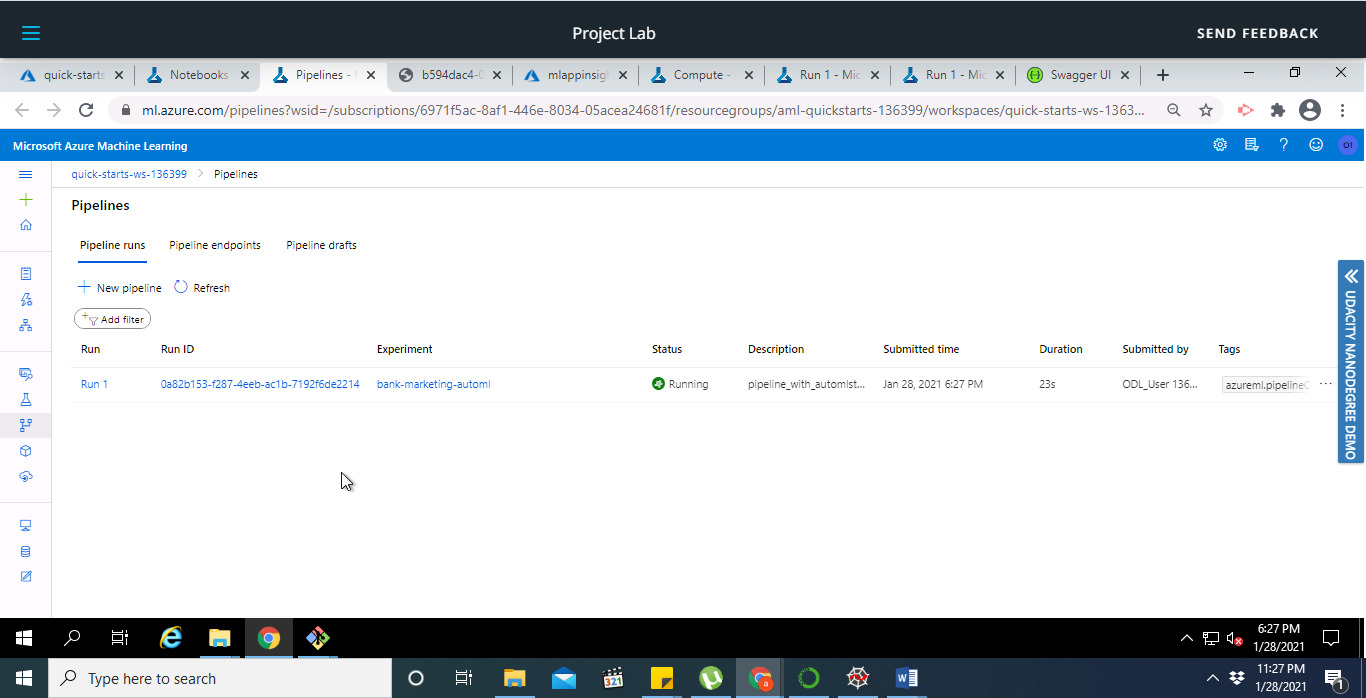 Project Lab
SEND FEEDBACK
quick-starts
Notebooks
Pipelines -
b594dac4-
mlappinsigh
Compute -
Run 1 - Mic
Run 1 - Mic
Swagger UI
ml.azure.com/pipelines?wsid=/subscriptions/6971f5ac-8af1-446e-8034-05acea24681f/resourcegroups/aml-quickstarts-136399/workspaces/quick-starts-ws-1363...
Microsoft Azure Machine Learning
O1
quick-starts-ws-136399 > Pipelines
Pipelines
Pipeline runs Pipeline endpoints Pipeline drafts
New pipeline Refresh
Add filter
Run Run ID Experiment Status Description Submitted time Duration Submitted by Tags
Run 1 0a82b153-f287-4eeb-ac1b-7192f6de2214 bank-marketing-automl Running pipeline_with_automlst... Jan 28, 2021 6:27 PM 23s ODL_User 136... azureml.pipelineC ...
UDACITY NANODEGREE DEMO
6:27 PM
1/28/2021
Type here to search
321
W
11:27 PM
1/28/2021
1